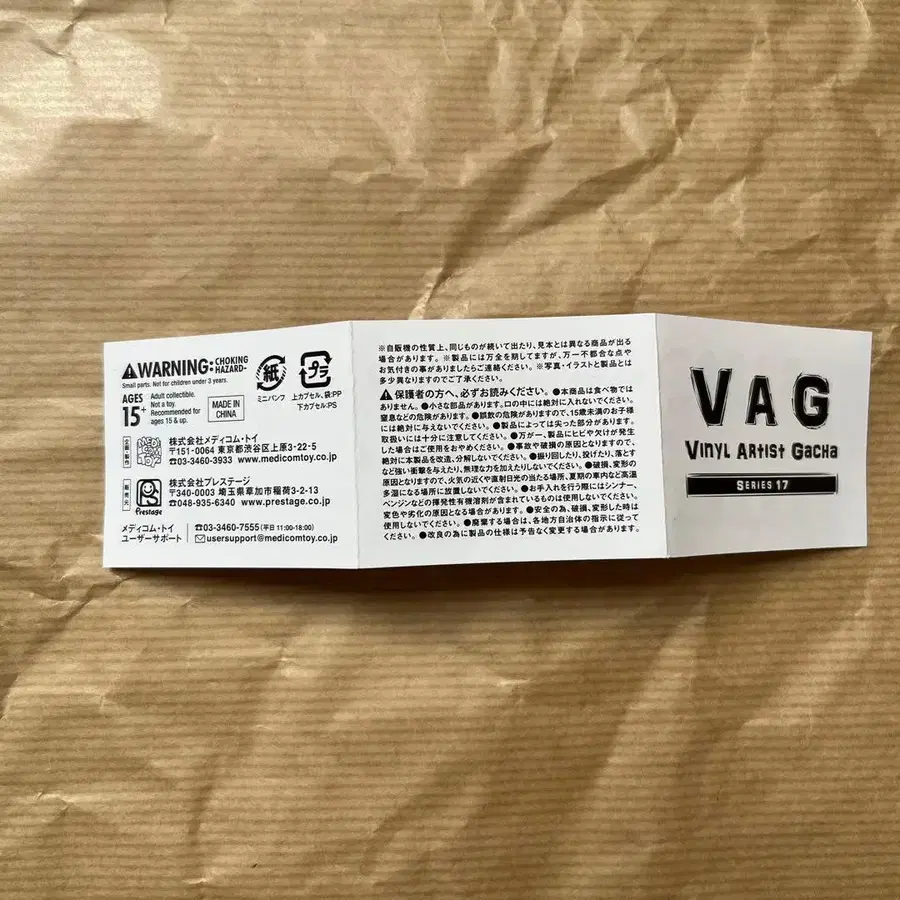 ⚠WARNING: CHOKING HAZARD-
Small parts. Not for children under 3 years.
AGES 15+
Adult collectible.
Not a toy.
Recommended for
ages 15 & up.
MADE IN
CHINA
紙
ミニパンフ
プラ
上カプセル、袋:PP
下カプセル:PS
企画・製作
MEDICOM TOY
株式会社メディコム・トイ
〒151-0064 東京都渋谷区上原3-22-5
☎03-3460-3933 www.medicomtoy.co.jp
発売元
Prestage
株式会社プレステージ
〒340-0003 埼玉県草加市稲荷3-2-13
☎048-935-6340 www.prestage.co.jp
メディコム・トイ
ユーザーサポート
☎03-3460-7555(平日 11:00-18:00)
✉usersupport@medicomtoy.co.jp
※自販機の性質上、同じものが続いて出たり、見本とは異なる商品が出る
場合があります。※製品には万全を期してますが、万一不都合な点や
お気付きの事がありましたらご連絡ください。※写真・イラストと製品とは
多少異なりますのでご了承ください。
⚠保護者の方へ、必ずお読みください。●本商品は食べ物では
ありません。●小さな部品があります。口の中には絶対に入れないでください。
窒息などの危険があります。●誤飲の危険がありますので、15歳未満のお子様
には絶対に与えないでください。●製品によっては尖った部分があります。
取扱いには十分に注意してください。●万が一、製品にヒビや欠けが発生
した場合はご使用をおやめください。●事故や破損の原因となりますので、
絶対に本製品を改造、分解しないでください。●振り回したり、投げたり、落とす
など強い衝撃を与えたり、無理な力を加えたりしないでください。●破損、変形の
原因となりますので、火気の近くや直射日光の当たる場所、夏期の車内など高温
多湿になる場所に放置しないでください。●お手入れを行う際にはシンナー、
ベンジンなどの揮発性有機溶剤が含まれているものは使用しないでください。
変色や劣化の原因となる場合があります。●安全の為、破損、変形した時は
使用しないでください。●廃棄する場合は、各地方自治体の指示に従って
ください。●改良の為に製品の仕様は予告なく変更する場合があります。
VAG
VINYL ARTIST GACHA
SERIES 17